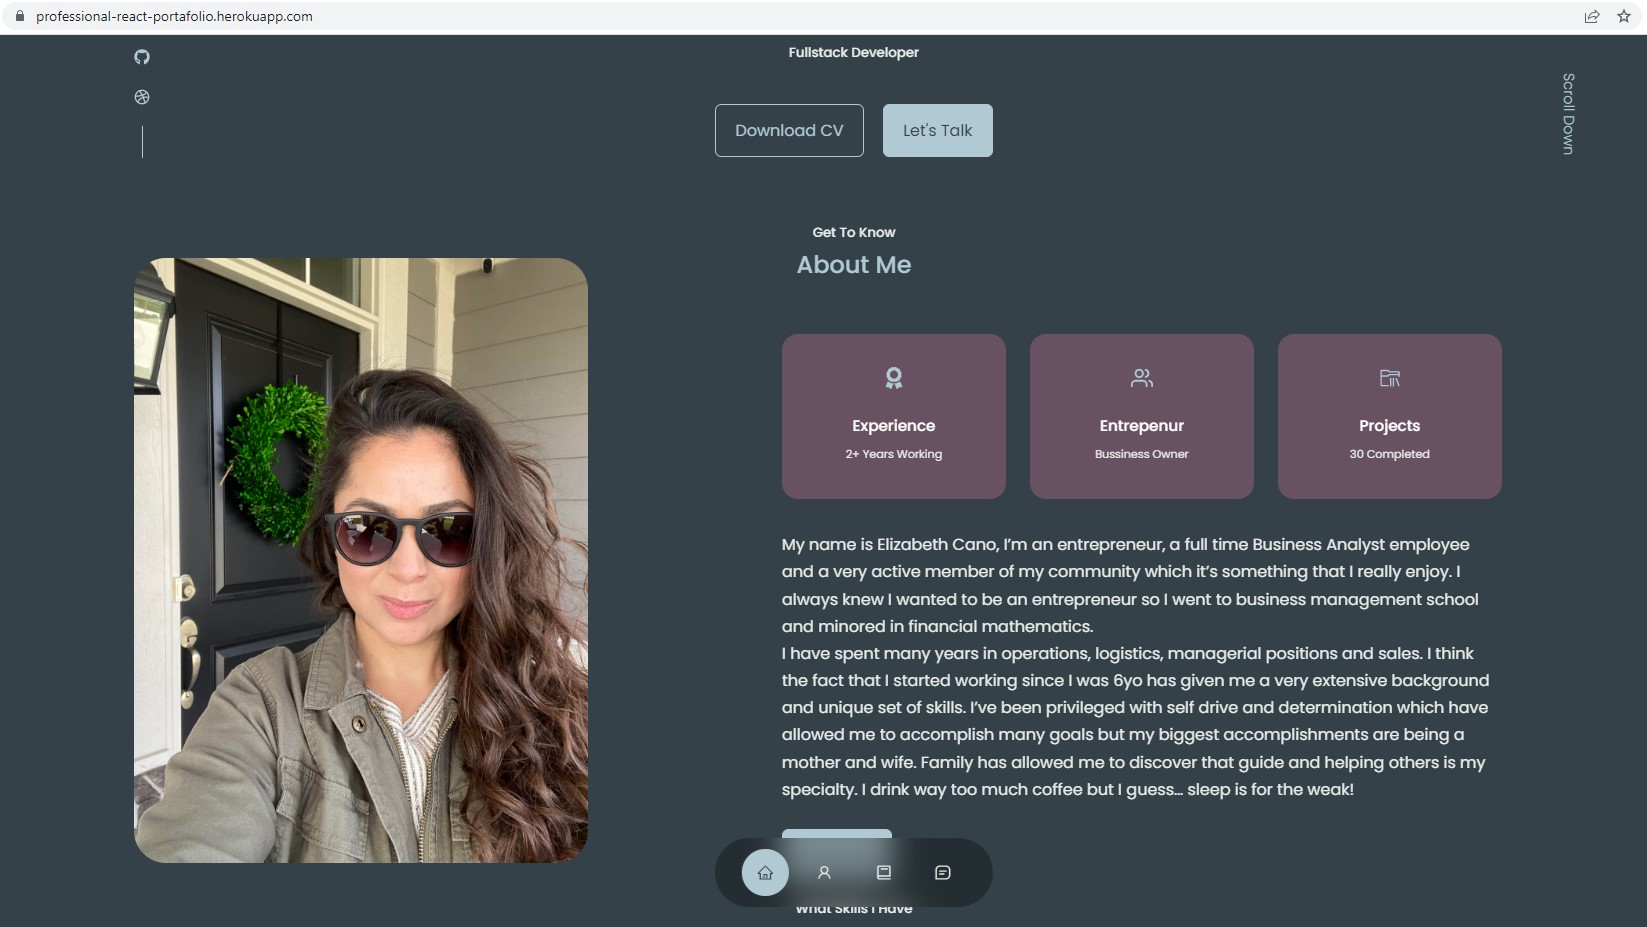 professional-react-portafolio.herokuapp.com
Fullstack Developer
Download CV
Let's Talk
Scroll Down
Get To Know
About Me
Experience
2+ Years Working
Entrepenur
Bussiness Owner
Projects
30 Completed
My name is Elizabeth Cano, I’m an entrepreneur, a full time Business Analyst employee
and a very active member of my community which it’s something that I really enjoy. I
always knew I wanted to be an entrepreneur so I went to business management school
and minored in financial mathematics.
I have spent many years in operations, logistics, managerial positions and sales. I think
the fact that I started working since I was 6yo has given me a very extensive background
and unique set of skills. I’ve been privileged with self drive and determination which have
allowed me to accomplish many goals but my biggest accomplishments are being a
mother and wife. Family has allowed me to discover that guide and helping others is my
specialty. I drink way too much coffee but I guess... sleep is for the weak!
What Skills I Have